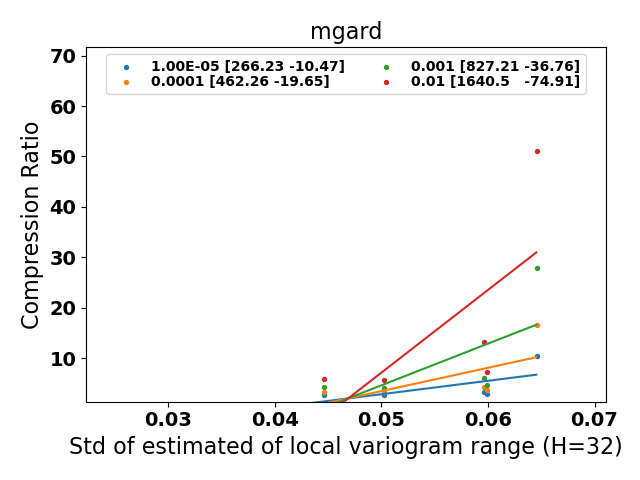 mgard
1.00E-05 [266.23 -10.47]
0.0001 [462.26 -19.65]
0.001 [827.21 -36.76]
0.01 [1640.5   -74.91]
Compression Ratio
70
60
50
40
30
20
10
0.03 0.04 0.05 0.06 0.07
Std of estimated of local variogram range (H=32)